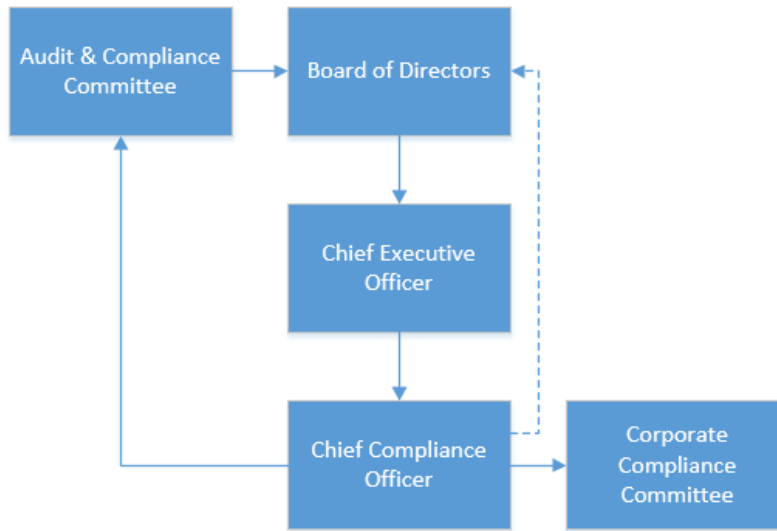 Audit & Compliance
Committee
Board of Directors
Chief Executive
Officer
Chief Compliance
Officer
Corporate
Compliance
Committee